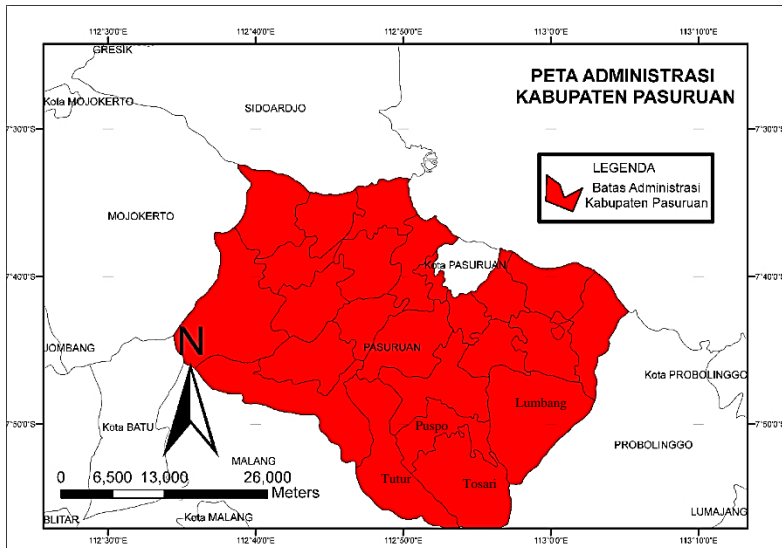 112°30'0"E 112°40'0"E 112°50'0"E 113°0'0"E 113°10'0"E
GRESIK
PETA ADMINISTRASI
KABUPATEN PASURUAN
Kota MOJOKERTO
SIDOARDJO
7°30'0"S 7°30'0"S
LEGENDA
Batas Administrasi
Kabupaten Pasuruan
MOJOKERTO
Kota PASURUAN
7°40'0"S 7°40'0"S
N
JOMBANG
PASURUAN
Kota PROBOLINGGO
Lumbang
7°50'0"S 7°50'0"S
Kota BATU
Puspo
PROBOLINGGO
MALANG
Tutur
Tosari
0 6,500 13,000 26,000
Meters
BLITAR
Kota MALANG
LUMAJANG
112°30'0"E 112°40'0"E 112°50'0"E 113°0'0"E 113°10'0"E